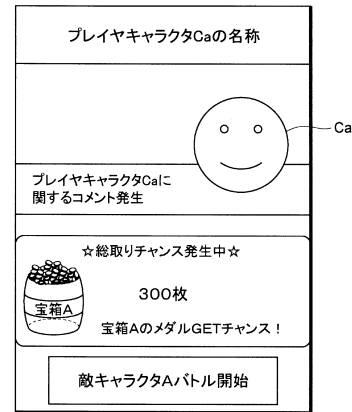 プレイヤキャラクタCaの名称
Ca
プレイヤキャラクタCaに
関するコメント発生
☆総取りチャンス発生中☆
300枚
宝箱A
宝箱AのメダルGETチャンス！
敵キャラクタAバトル開始